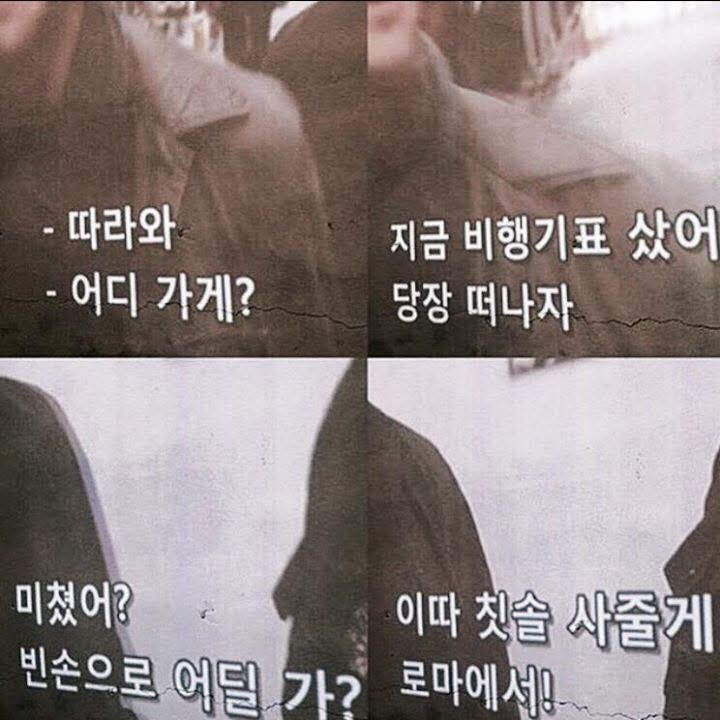 - 따라와
- 어디 가게?
지금 비행기표 샀어
당장 떠나자
미쳤어?
빈손으로 어딜 가?
이따 칫솔 사줄게
로마에서!